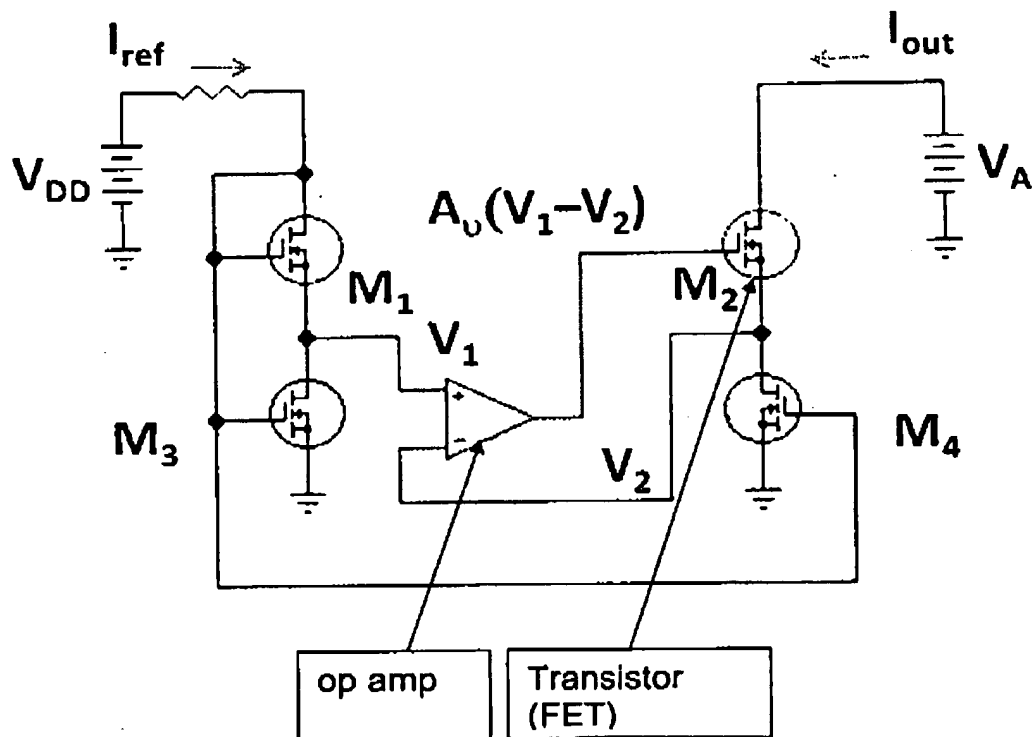 I_ref
I_out
V_DD
V_A
A_υ(V_1–V_2)
M_1
M_2
V_1
+
−
M_3
M_4
V_2
op amp
Transistor
(FET)